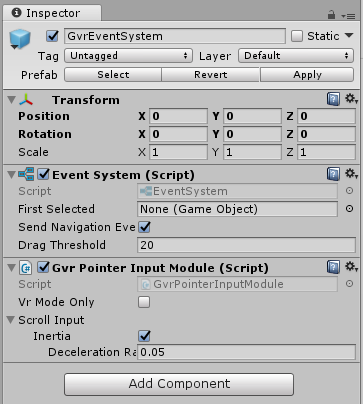 Inspector
GvrEventSystem Static
Tag Untagged Layer Default
Prefab Select Revert Apply
Transform
Position X 0 Y 0 Z 0
Rotation X 0 Y 0 Z 0
Scale X 1 Y 1 Z 1
Event System (Script)
Script EventSystem
First Selected None (Game Object)
Send Navigation Eve
Drag Threshold 20
Gvr Pointer Input Module (Script)
Script GvrPointerInputModule
Vr Mode Only
Scroll Input
Inertia
Deceleration Ra 0.05
Add Component